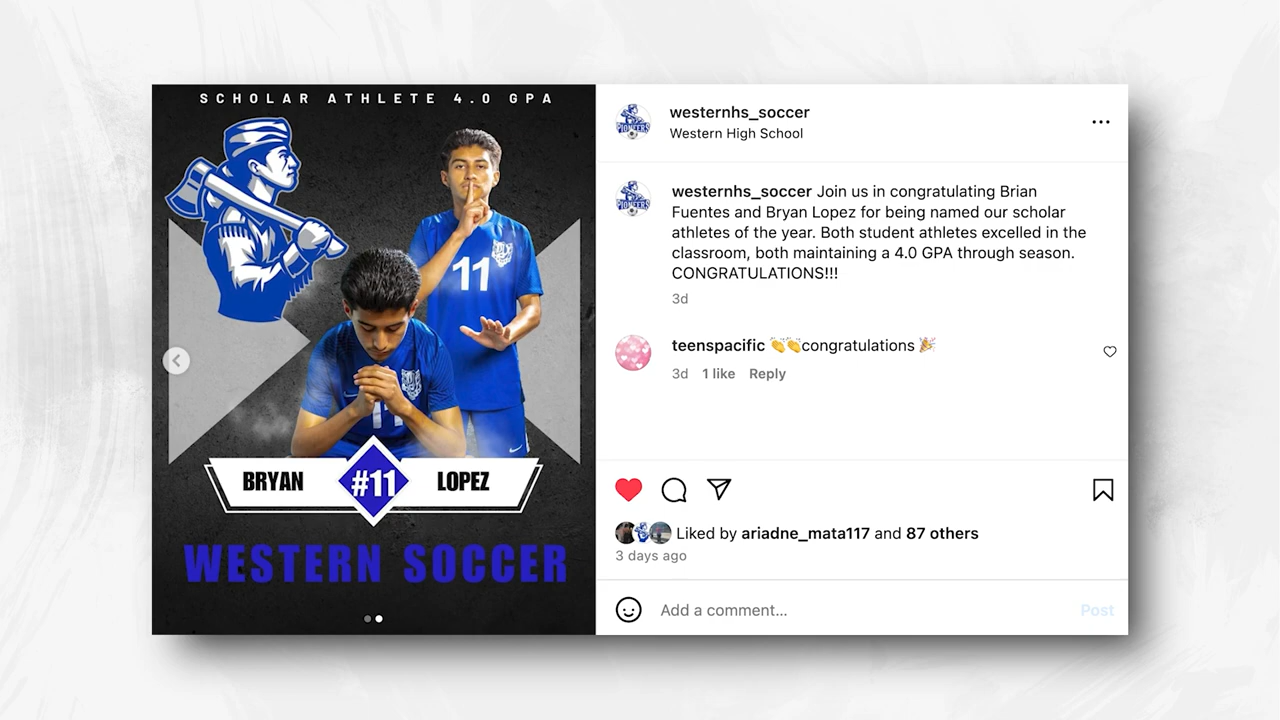 SCHOLAR ATHLETE 4.0 GPA
11
11
BRYAN #11 LOPEZ
WESTERN SOCCER
PIONEERS
westernhs_soccer
Western High School
PIONEERS
westernhs_soccer Join us in congratulating Brian
Fuentes and Bryan Lopez for being named our scholar
athletes of the year. Both student athletes excelled in the
classroom, both maintaining a 4.0 GPA through season.
CONGRATULATIONS!!!
3d
teenspacific 👏👏congratulations 🎉
3d 1 like Reply
Liked by ariadne_mata117 and 87 others
3 days ago
Add a comment...
Post